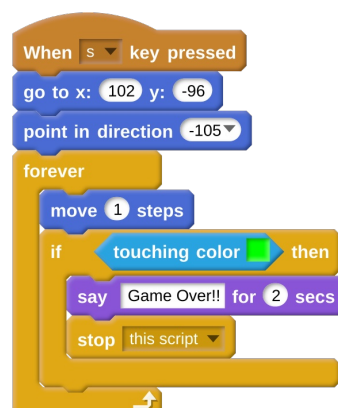 When s key pressed
go to x: 102 y: -96
point in direction -105
forever
move 1 steps
if touching color then
say Game Over!! for 2 secs
stop this script